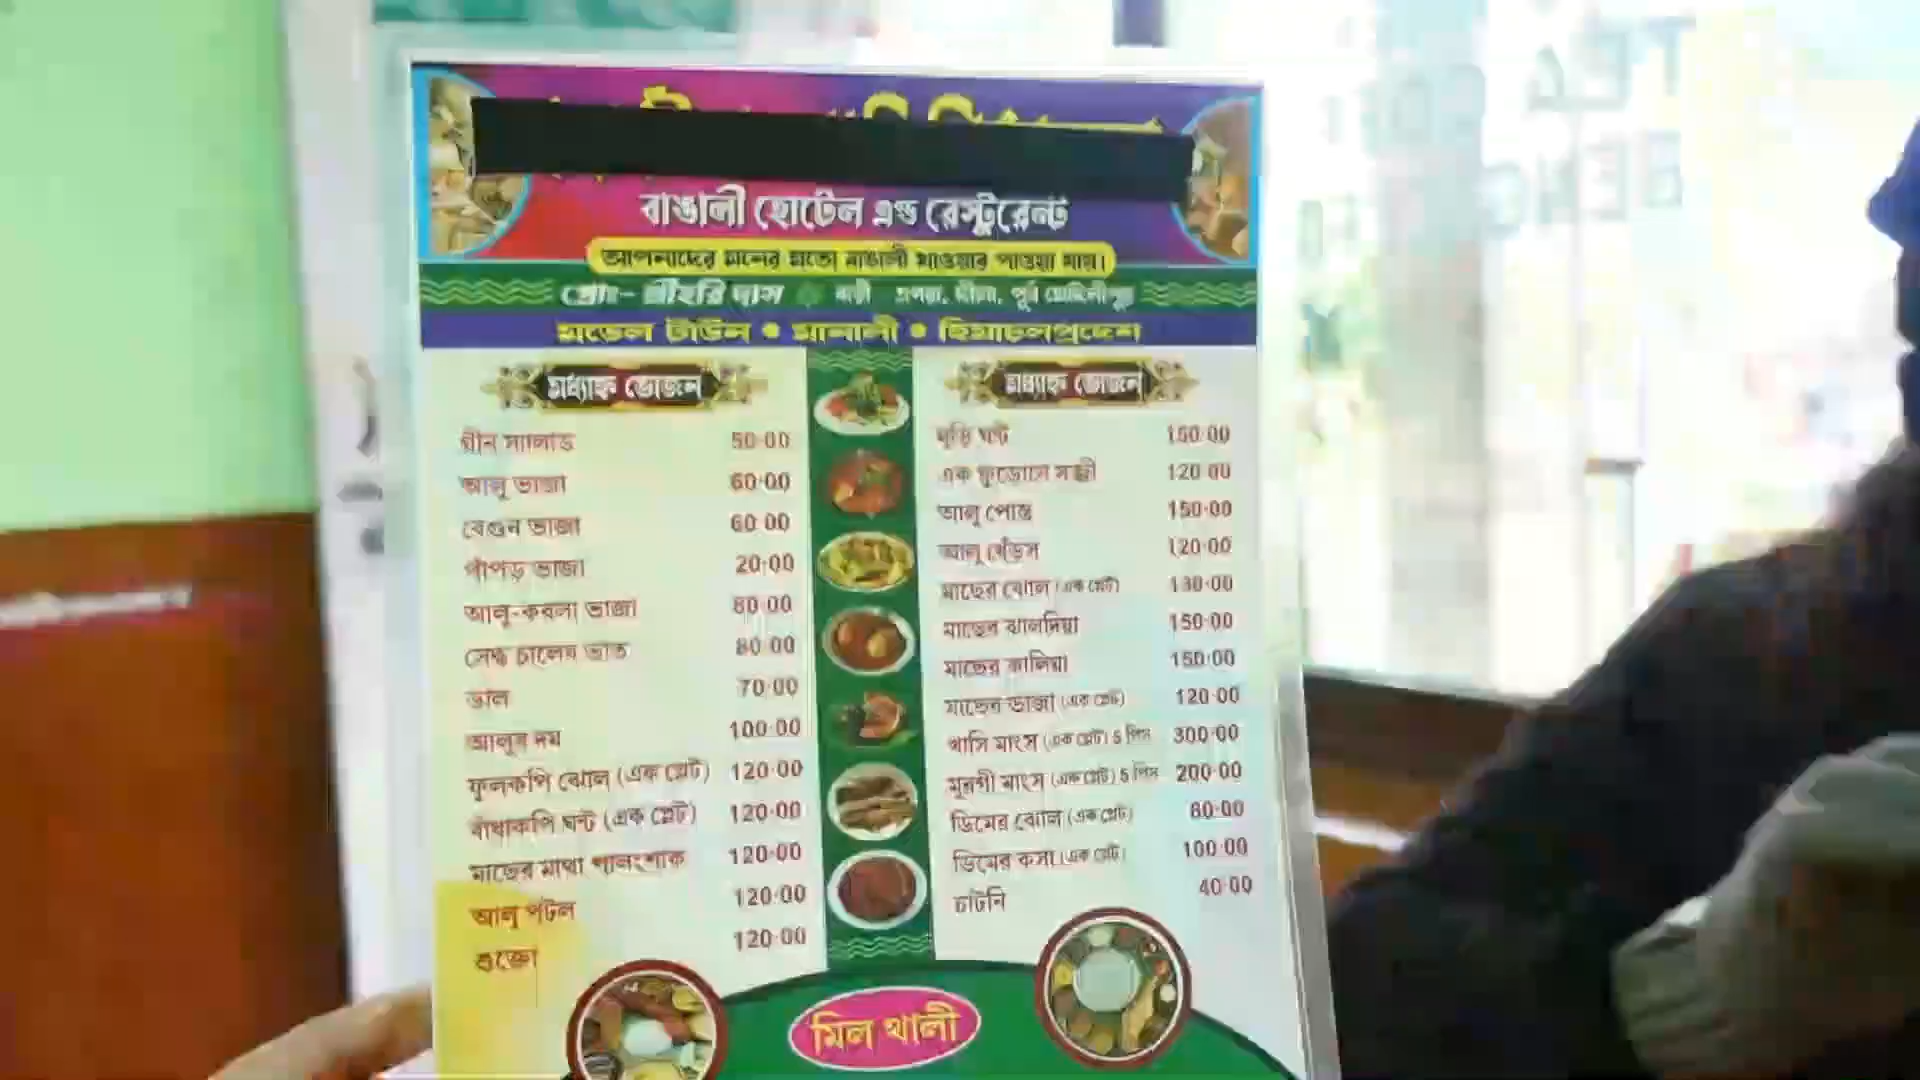 বাঙালী হোটেল এন্ড রেস্টুরেন্ট
আপনাদের মনের মতো বাঙালী খাওয়ার পাওয়া যায়।
প্রোঃ- শ্রীহরি দাস বাড়ী দীঘা, পূর্ব মেদিনীপুর
মডেল টাউন • মানালী • হিমাচলপ্রদেশ
মধ্যাহ্ন ভোজন
গ্রীন স্যালাড 50.00
আলু ভাজা 60.00
বেগুন ভাজা 60.00
পাঁপড় ভাজা 20.00
আলু-করলা ভাজা 80.00
সেদ্ধ চালের ভাত 80.00
ডাল 70.00
আলুর দম 100.00
ফুলকপি ঝোল (এক প্লেট) 120.00
বাঁধাকপি ঘন্ট (এক প্লেট) 120.00
মাছের মাথা পালংশাক 120.00
আলু পটল 120.00
শুক্তো 120.00
মধ্যাহ্ন ভোজন
মুড়ি ঘন্ট 150.00
এক সব্জী 120.00
আলু পোস্ত 150.00
আলু ঢেঁড়স 120.00
মাছের ঝোল (এক প্লেট) 130.00
মাছের ঝালদিয়া 150.00
মাছের কালিয়া 150.00
মাছের ভাজা (এক প্লেট) 120.00
খাসি মাংস (এক প্লেট) 5 পিস 300.00
মুরগী মাংস (এক প্লেট) 5 পিস 200.00
ডিমের ঝোল (এক প্লেট) 80.00
ডিমের কসা (এক প্লেট) 100.00
চাটনি 40.00
মিল থালী